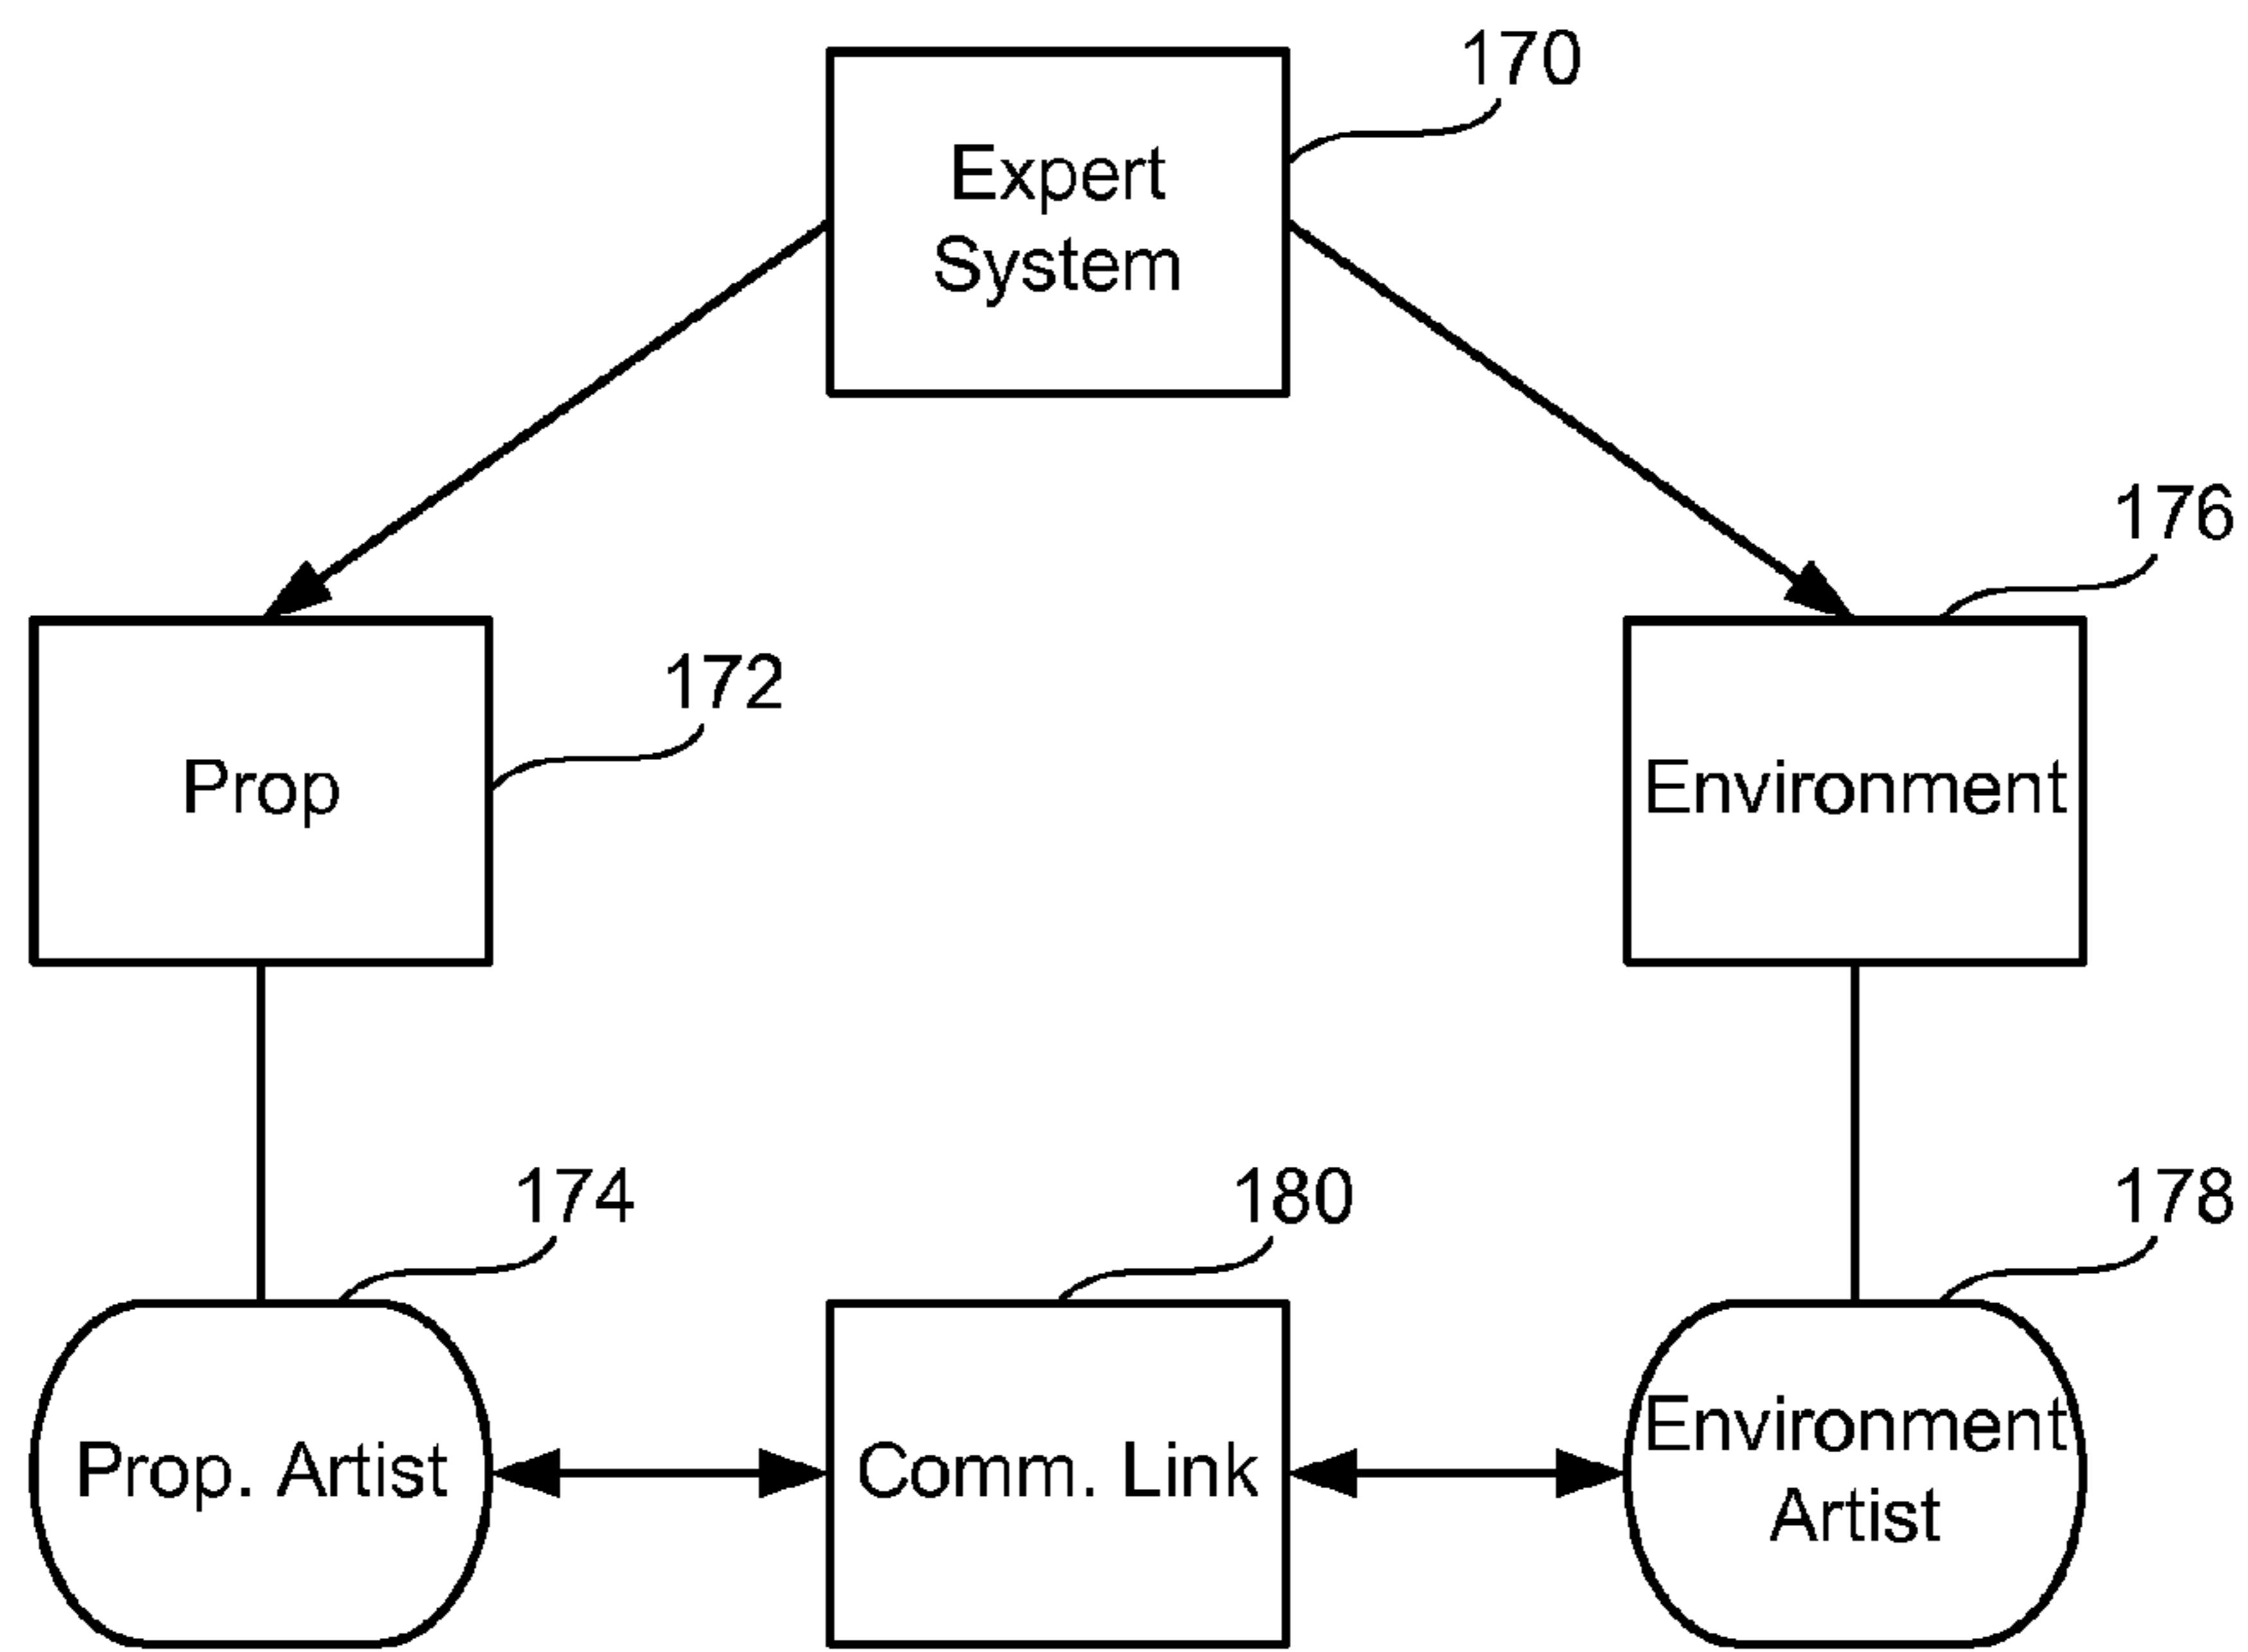 170
Expert
System
176
172
Prop
Environment
174
180
178
Prop. Artist
Comm. Link
Environment
Artist